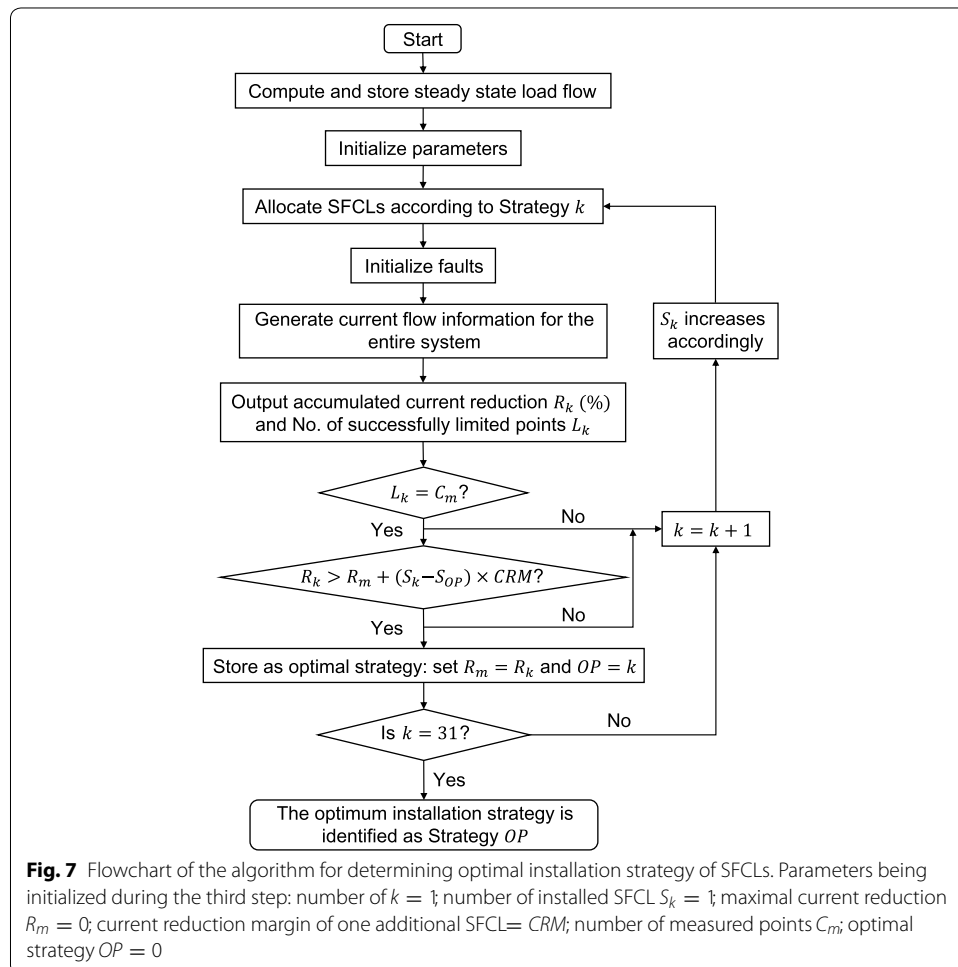 Start
Compute and store steady state load flow
Initialize parameters
Allocate SFCLs according to Strategy k
Initialize faults
Generate current flow information for the
entire system
S_k increases
accordingly
Output accumulated current reduction R_k (%)
and No. of successfully limited points L_k
L_k = C_m?
No
Yes
k = k + 1
R_k > R_m + (S_k−S_OP) × CRM?
No
Yes
Store as optimal strategy: set R_m = R_k and OP = k
Is k = 31?
No
Yes
The optimum installation strategy is
identified as Strategy OP
Fig. 7 Flowchart of the algorithm for determining optimal installation strategy of SFCLs. Parameters being
initialized during the third step: number of k = 1; number of installed SFCL S_k = 1; maximal current reduction
R_m = 0; current reduction margin of one additional SFCL= CRM; number of measured points C_m; optimal
strategy OP = 0